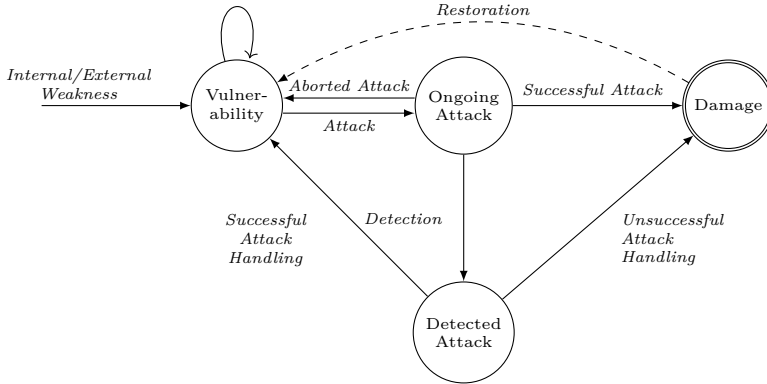 Restoration
Internal/External
Weakness
Vulner-
ability
Aborted Attack
Attack
Ongoing
Attack
Successful Attack
Damage
Successful
Attack
Handling
Detection
Unsuccessful
Attack
Handling
Detected
Attack